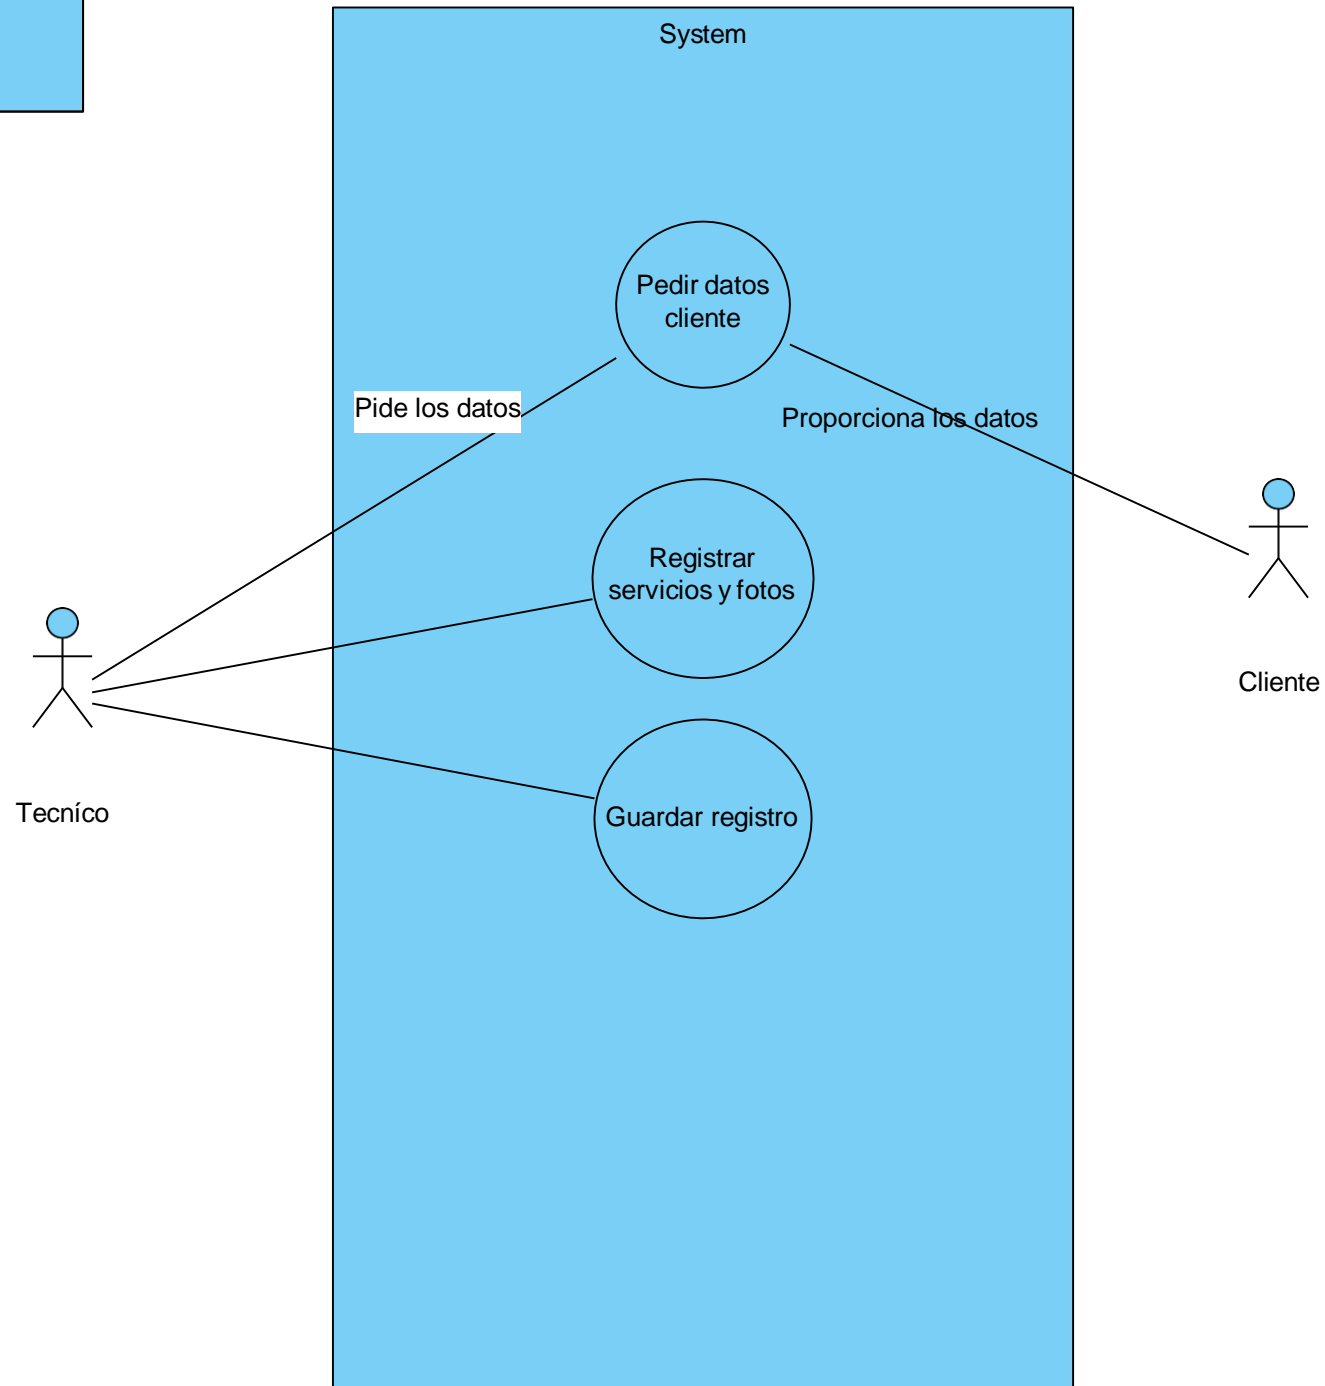 System
Pedir datos
cliente
Pide los datos
Proporciona los datos
Registrar
servicios y fotos
Cliente
Tecníco
Guardar registro